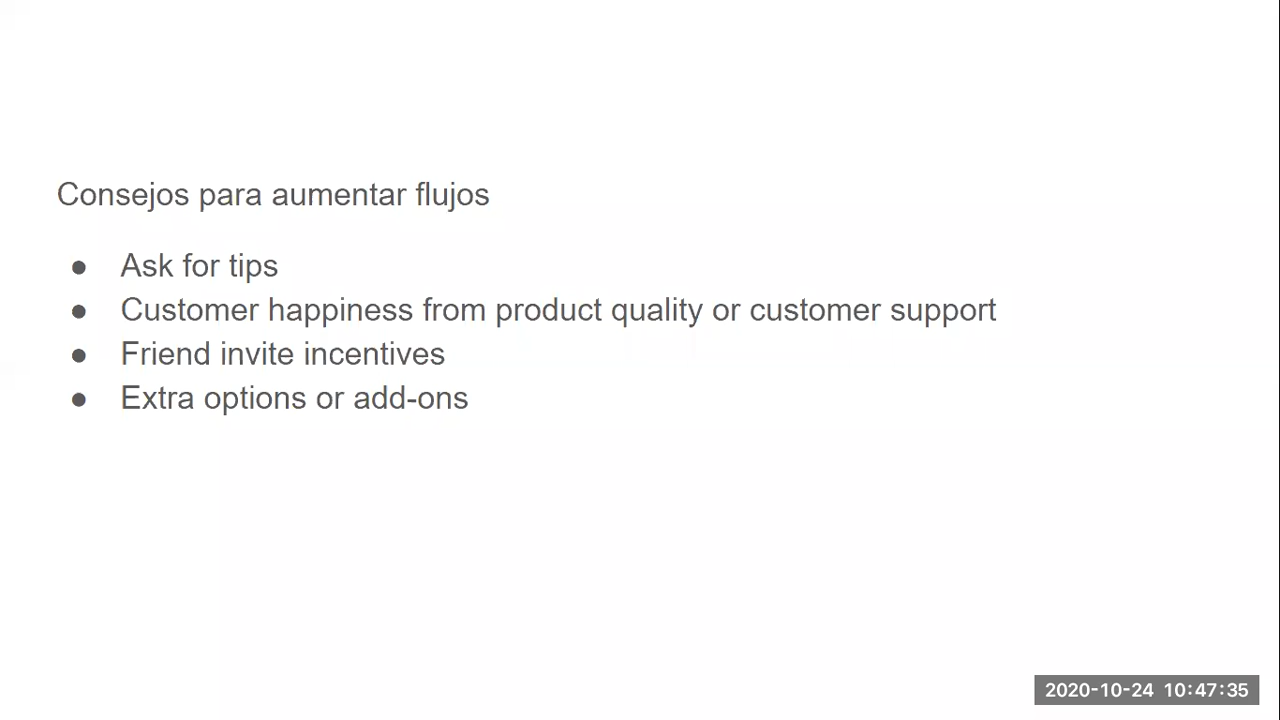 Consejos para aumentar flujos
● Ask for tips
● Customer happiness from product quality or customer support
● Friend invite incentives
● Extra options or add-ons
2020-10-24 10:47:35